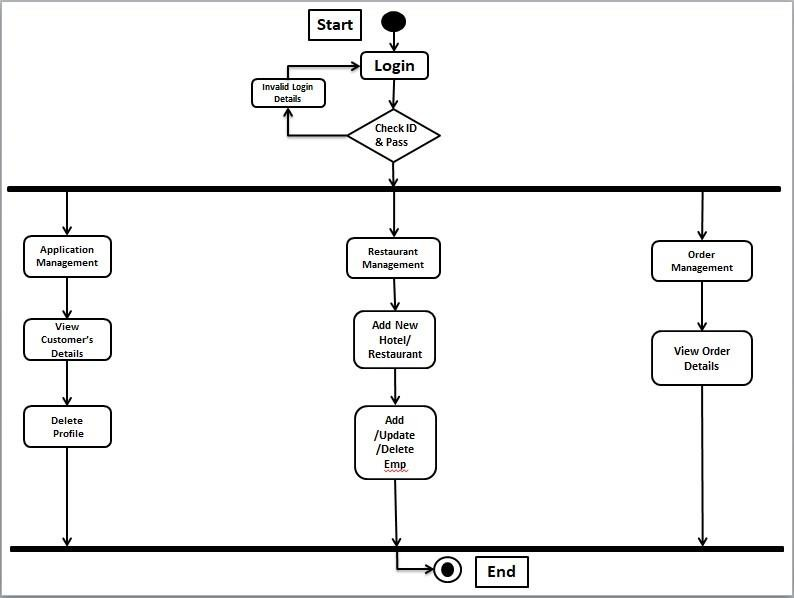 Start
Login
Invalid Login
Details
Check ID
& Pass
Application
Management
Restaurant
Management
Order
Management
View
Customer's
Details
Add New
Hotel/
Restaurant
View Order
Details
Delete
Profile
Add
/Update
/Delete
Emp
End